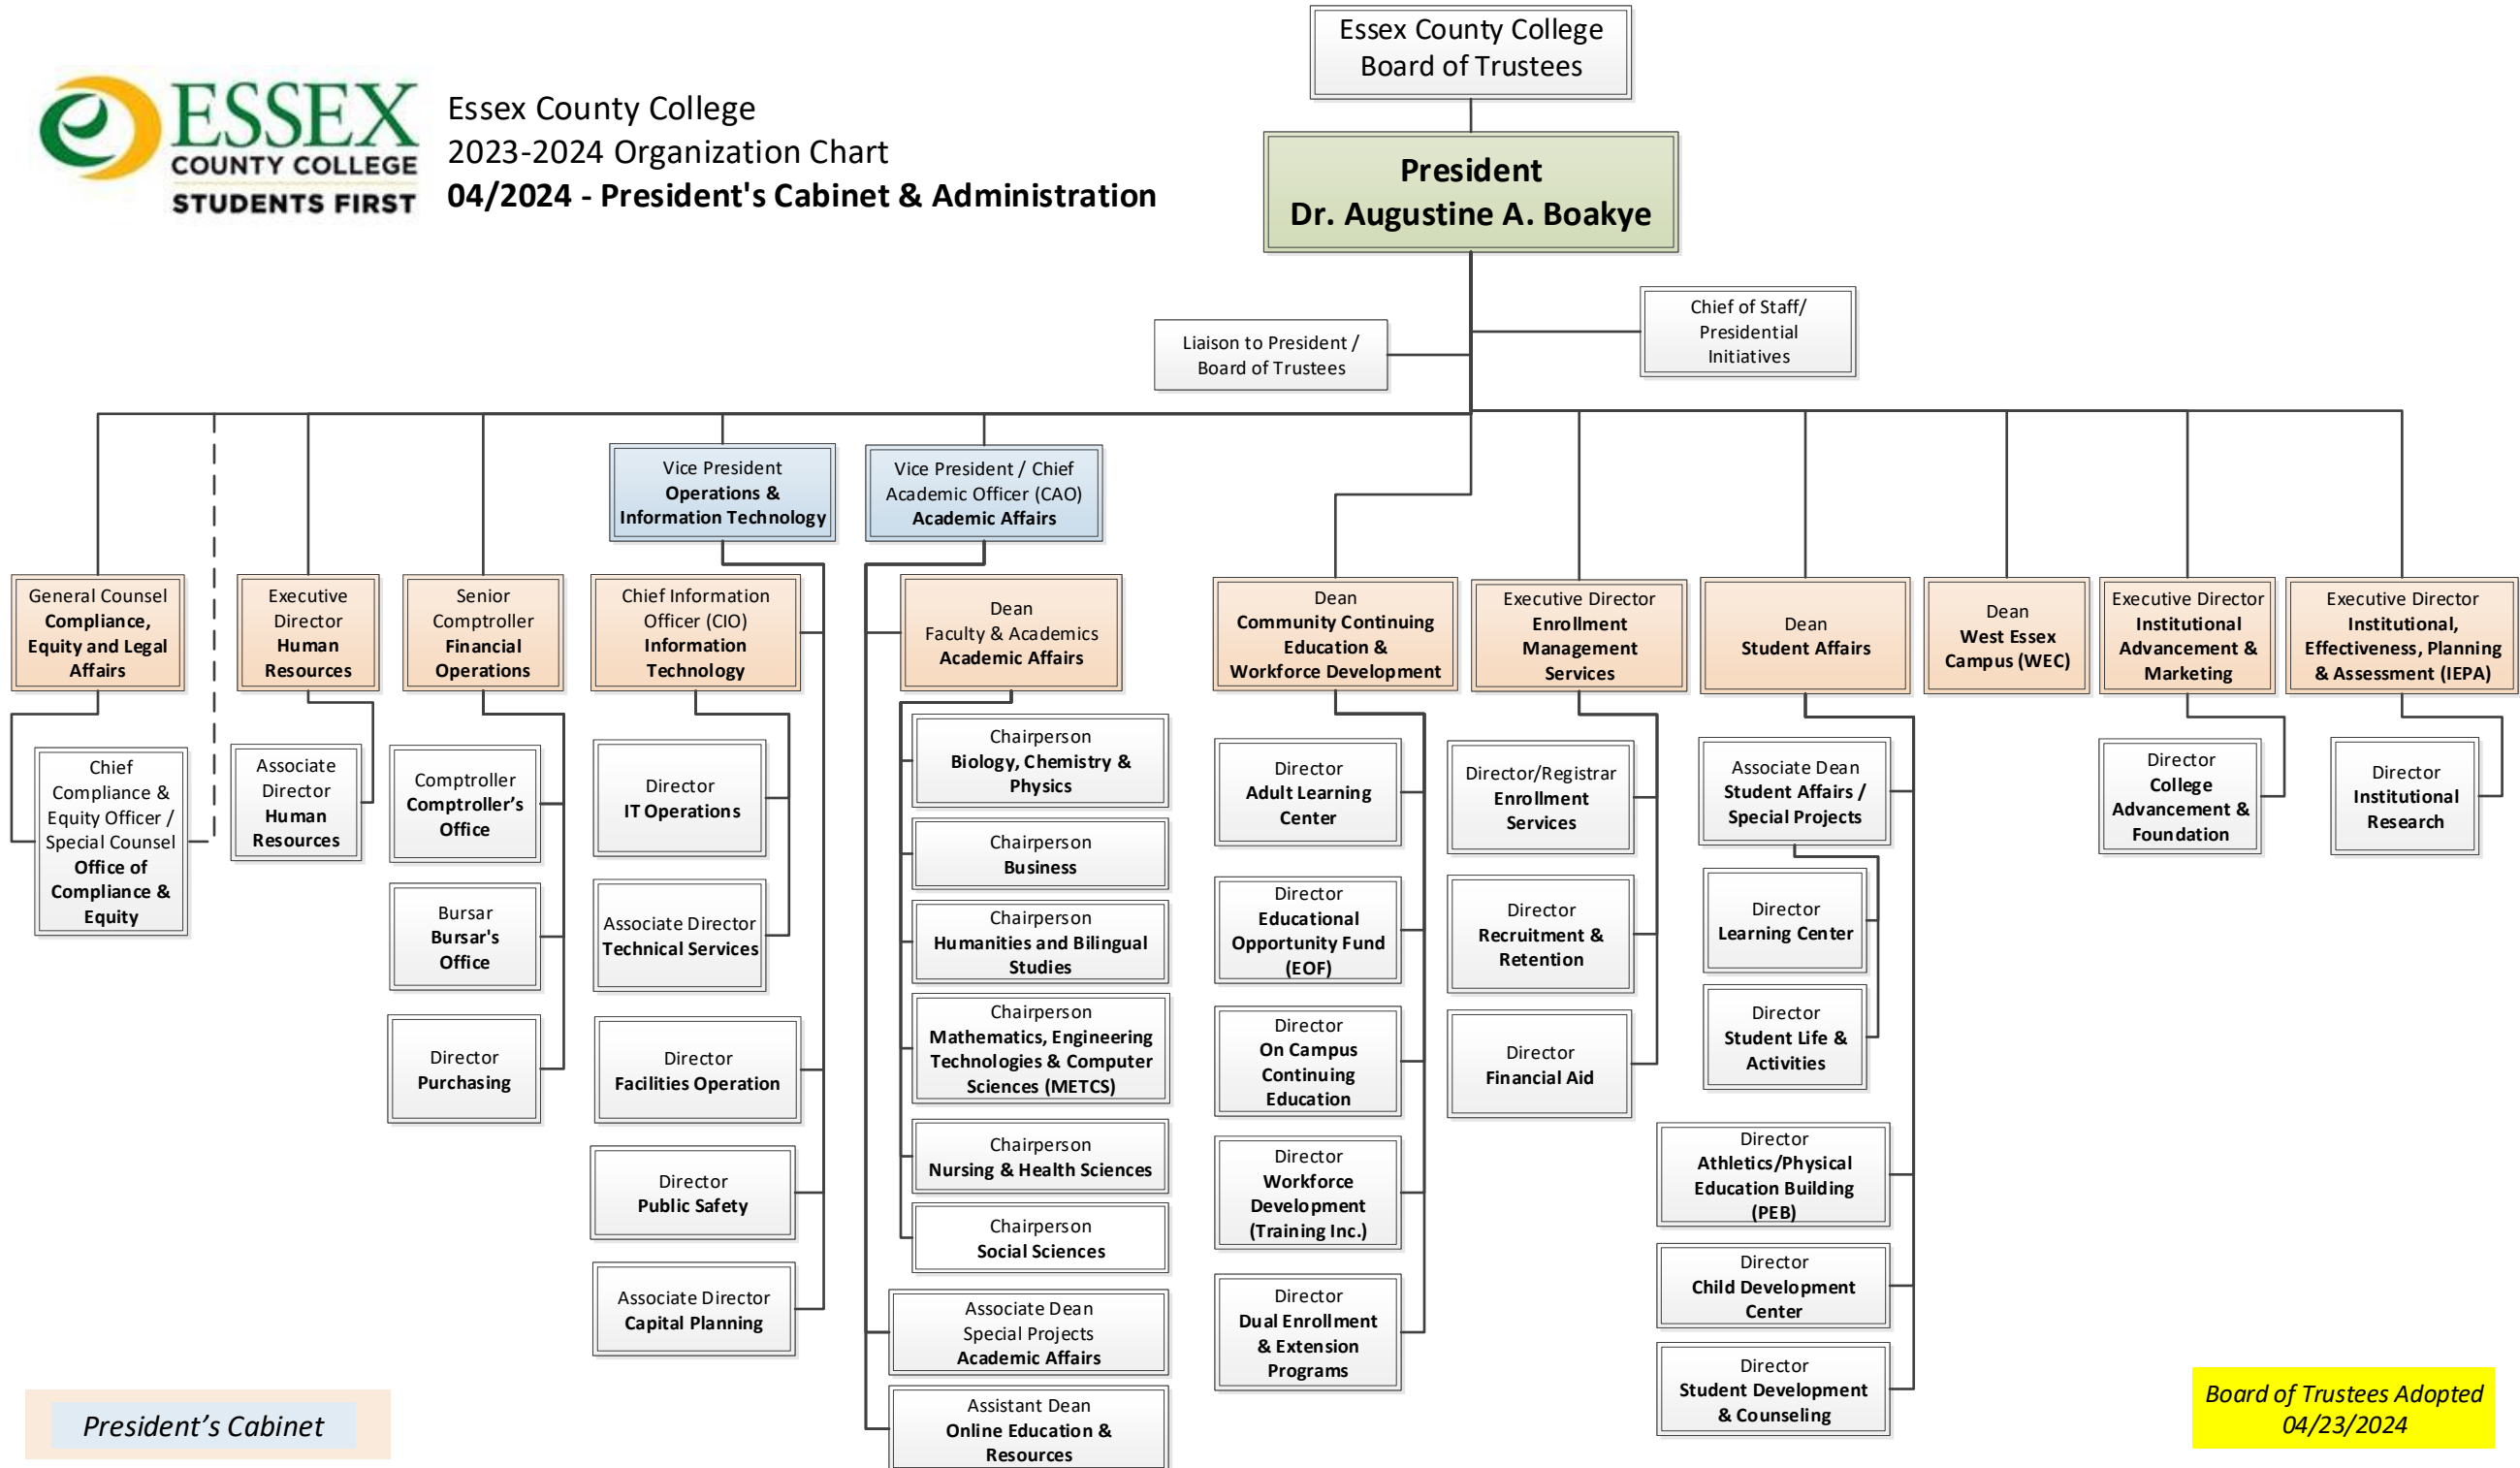 Essex County College
Board of Trustees
ESSEX
COUNTY COLLEGE
STUDENTS FIRST
Essex County College
2023-2024 Organization Chart
04/2024 - President's Cabinet & Administration
President
Dr. Augustine A. Boakye
Liaison to President /
Board of Trustees
Chief of Staff/
Presidential
Initiatives
Vice President
Operations &
Information Technology
Vice President / Chief
Academic Officer (CAO)
Academic Affairs
General Counsel
Compliance,
Equity and Legal
Affairs
Executive
Director
Human
Resources
Senior
Comptroller
Financial
Operations
Chief Information
Officer (CIO)
Information
Technology
Dean
Faculty & Academics
Academic Affairs
Dean
Community Continuing
Education &
Workforce Development
Executive Director
Enrollment
Management
Services
Dean
Student Affairs
Dean
West Essex
Campus (WEC)
Executive Director
Institutional
Advancement &
Marketing
Executive Director
Institutional,
Effectiveness, Planning
& Assessment (IEPA)
Chief
Compliance &
Equity Officer /
Special Counsel
Office of
Compliance &
Equity
Associate
Director
Human
Resources
Comptroller
Comptroller’s
Office
Bursar
Bursar's
Office
Director
Purchasing
Director
IT Operations
Associate Director
Technical Services
Director
Facilities Operation
Director
Public Safety
Associate Director
Capital Planning
Chairperson
Biology, Chemistry &
Physics
Chairperson
Business
Chairperson
Humanities and Bilingual
Studies
Chairperson
Mathematics, Engineering
Technologies & Computer
Sciences (METCS)
Chairperson
Nursing & Health Sciences
Chairperson
Social Sciences
Associate Dean
Special Projects
Academic Affairs
Assistant Dean
Online Education &
Resources
Director
Adult Learning
Center
Director
Educational
Opportunity Fund
(EOF)
Director
On Campus
Continuing
Education
Director
Workforce
Development
(Training Inc.)
Director
Dual Enrollment
& Extension
Programs
Director/Registrar
Enrollment
Services
Director
Recruitment &
Retention
Director
Financial Aid
Associate Dean
Student Affairs /
Special Projects
Director
Learning Center
Director
Student Life &
Activities
Director
Athletics/Physical
Education Building
(PEB)
Director
Child Development
Center
Director
Student Development
& Counseling
Director
College
Advancement &
Foundation
Director
Institutional
Research
President’s Cabinet
Board of Trustees Adopted
04/23/2024